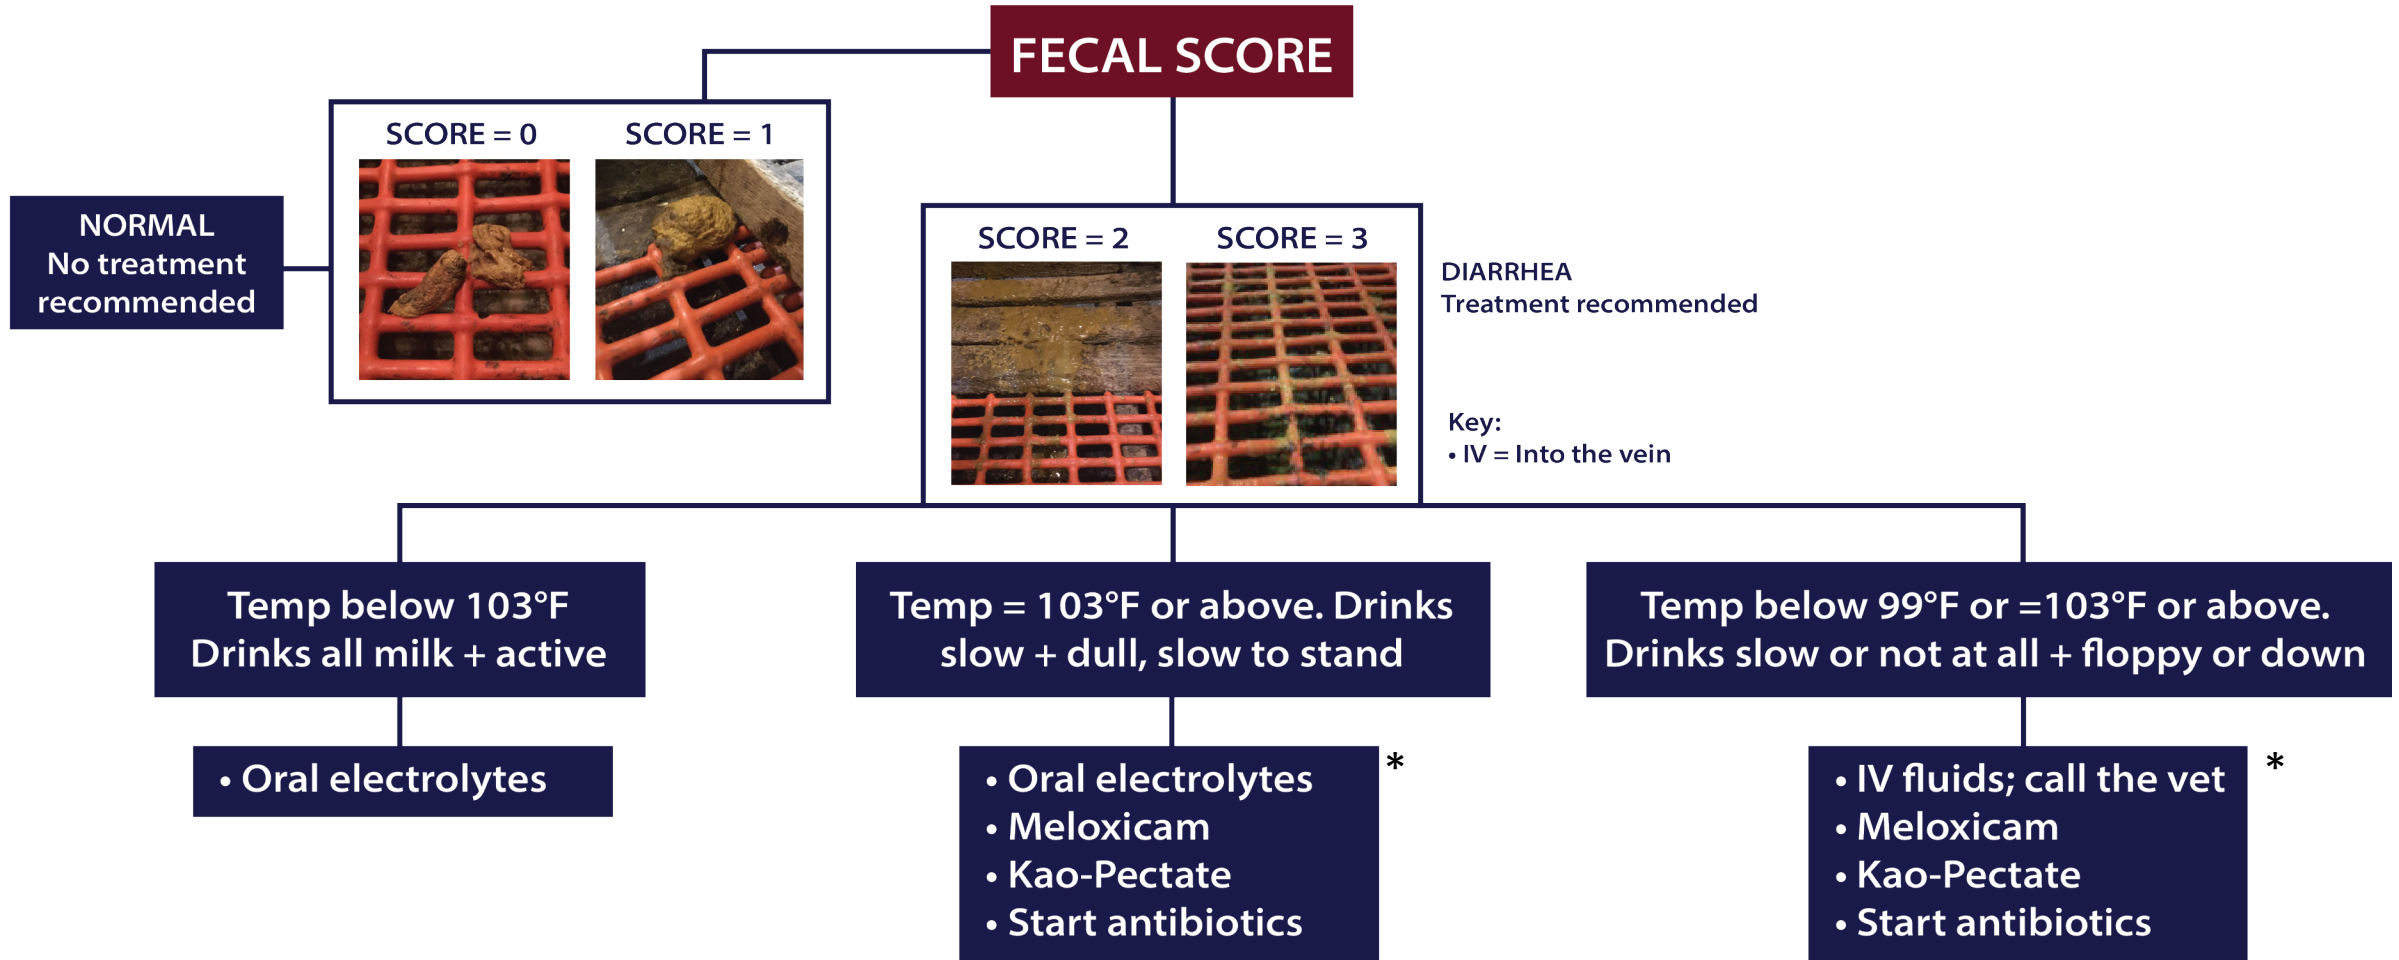 FECAL SCORE
SCORE = 0
SCORE = 1
NORMAL
No treatment
recommended
SCORE = 2
SCORE = 3
DIARRHEA
Treatment recommended
Key:
• IV = Into the vein
Temp below 103°F
Drinks all milk + active
Temp = 103°F or above. Drinks
slow + dull, slow to stand
Temp below 99°F or =103°F or above.
Drinks slow or not at all + floppy or down
• Oral electrolytes
• Oral electrolytes
• Meloxicam
• Kao-Pectate
• Start antibiotics
*
• IV fluids; call the vet
• Meloxicam
• Kao-Pectate
• Start antibiotics
*